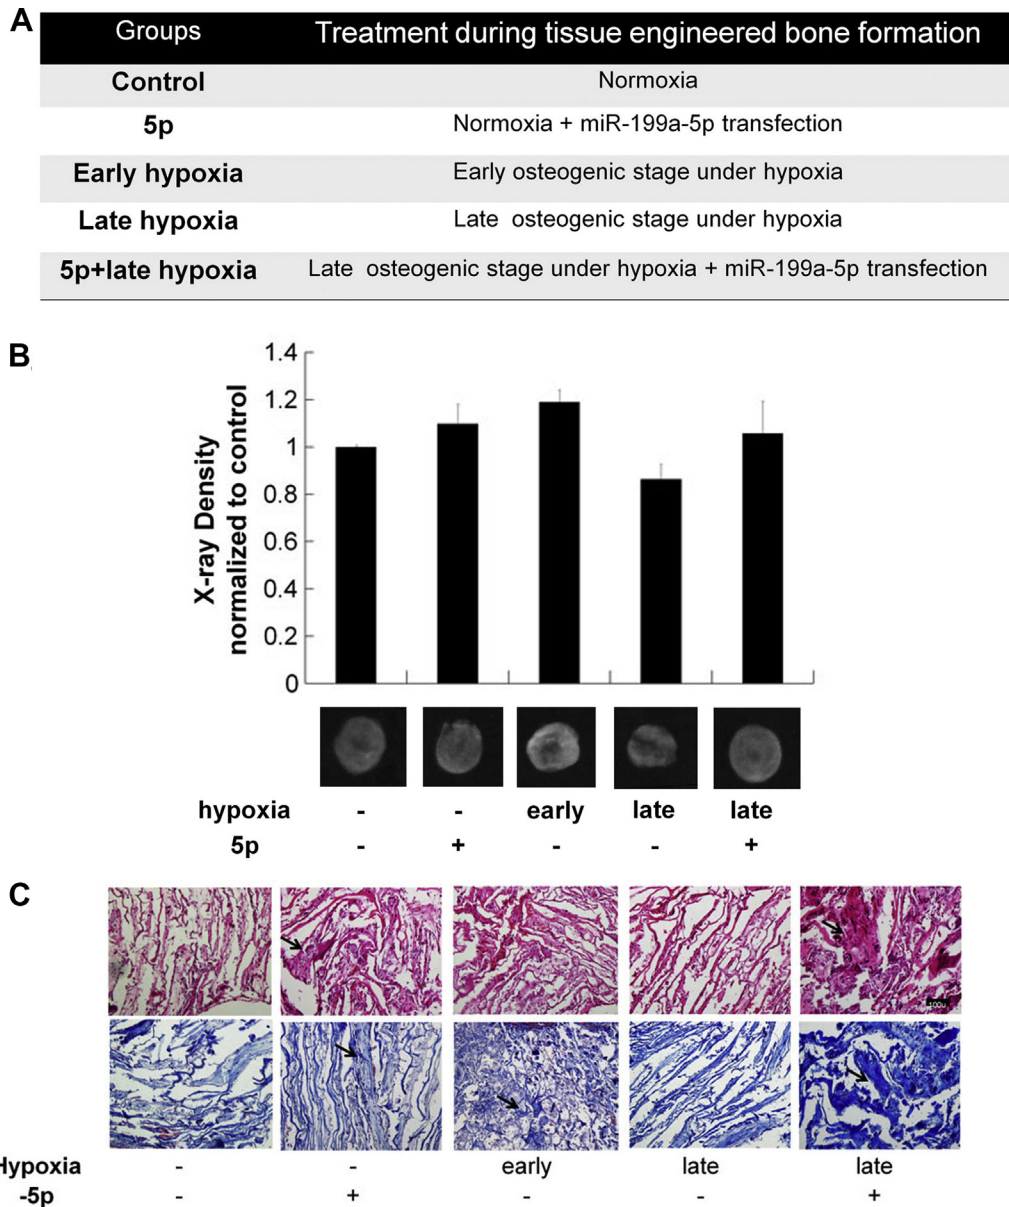 A
Groups Treatment during tissue engineered bone formation
Control Normoxia
5p Normoxia + miR-199a-5p transfection
Early hypoxia Early osteogenic stage under hypoxia
Late hypoxia Late osteogenic stage under hypoxia
5p+late hypoxia Late osteogenic stage under hypoxia + miR-199a-5p transfection
B
X-ray Density
normalized to control
1.4
1.2
1
0.8
0.6
0.4
0.2
0
hypoxia - - early late late
5p - + - - +
C
100u
Hypoxia - - early late late
-5p - + - - +